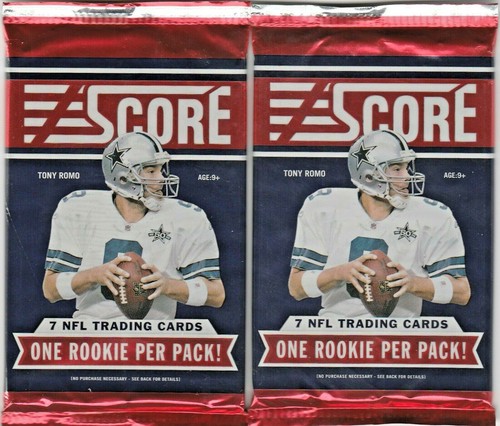 SCORE
TONY ROMO
AGE:9+
7 NFL TRADING CARDS
ONE ROOKIE PER PACK!
(NO PURCHASE NECESSARY - SEE BACK FOR DETAILS)
SCORE
TONY ROMO
AGE:9+
7 NFL TRADING CARDS
ONE ROOKIE PER PACK!
(NO PURCHASE NECESSARY - SEE BACK FOR DETAILS)